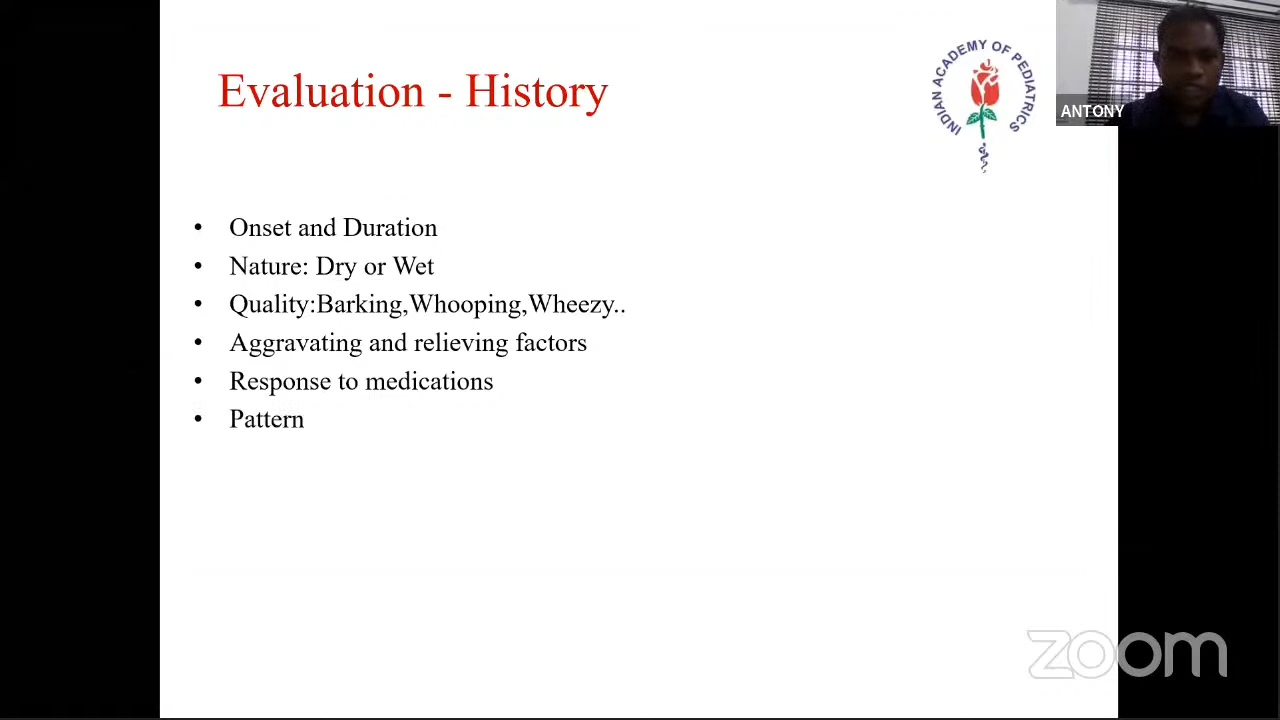 Evaluation - History
INDIAN ACADEMY OF PEDIATRICS
ANTONY
• Onset and Duration
• Nature: Dry or Wet
• Quality:Barking,Whooping,Wheezy..
• Aggravating and relieving factors
• Response to medications
• Pattern
zoom